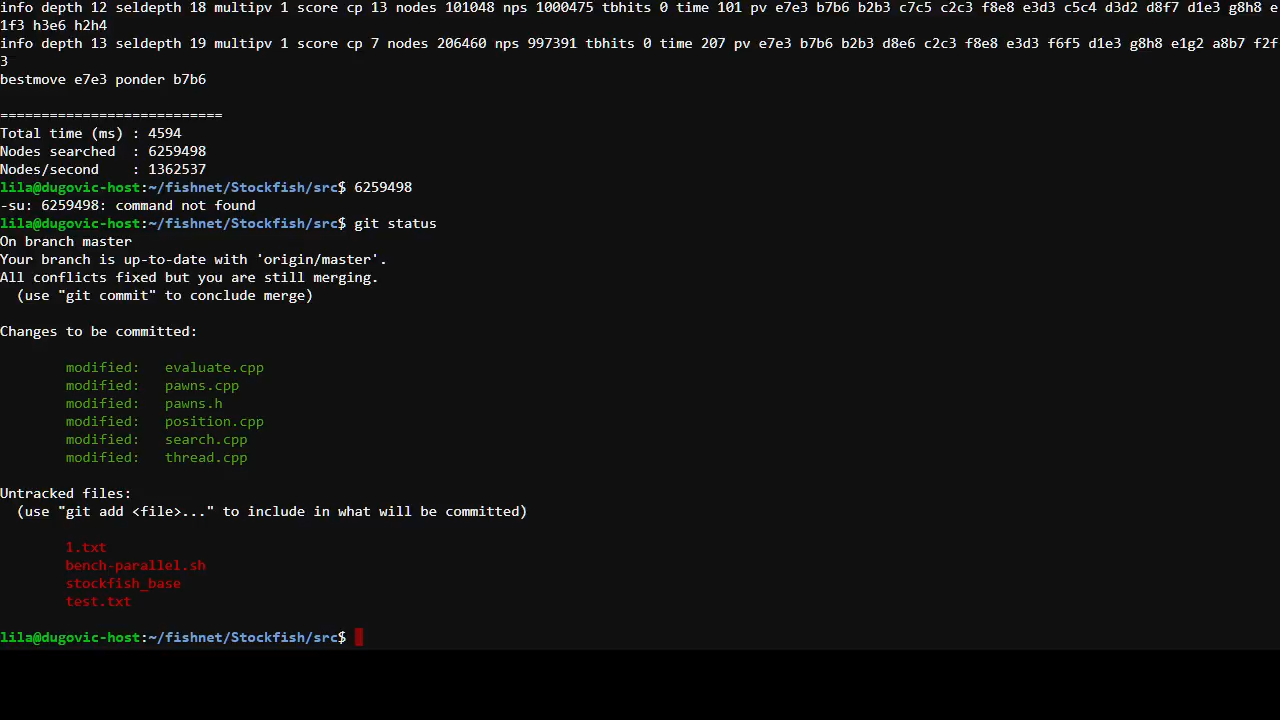 info depth 12 seldepth 18 multipv 1 score cp 13 nodes 101048 nps 1000475 tbhits 0 time 101 pv e7e3 b7b6 b2b3 c7c5 c2c3 f8e8 e3d3 c5c4 d3d2 d8f7 d1e3 g8h8 e
1f3 h3e6 h2h4
info depth 13 seldepth 19 multipv 1 score cp 7 nodes 206460 nps 997391 tbhits 0 time 207 pv e7e3 b7b6 b2b3 d8e6 c2c3 f8e8 e3d3 f6f5 d1e3 g8h8 e1g2 a8b7 f2f
3
bestmove e7e3 ponder b7b6
===========================
Total time (ms) : 4594
Nodes searched  : 6259498
Nodes/second    : 1362537
lila@dugovic-host:~/fishnet/Stockfish/src$ 6259498
-su: 6259498: command not found
lila@dugovic-host:~/fishnet/Stockfish/src$ git status
On branch master
Your branch is up-to-date with 'origin/master'.
All conflicts fixed but you are still merging.
  (use "git commit" to conclude merge)
Changes to be committed:
        modified:   evaluate.cpp
        modified:   pawns.cpp
        modified:   pawns.h
        modified:   position.cpp
        modified:   search.cpp
        modified:   thread.cpp
Untracked files:
  (use "git add <file>..." to include in what will be committed)
        1.txt
        bench-parallel.sh
        stockfish_base
        test.txt
lila@dugovic-host:~/fishnet/Stockfish/src$